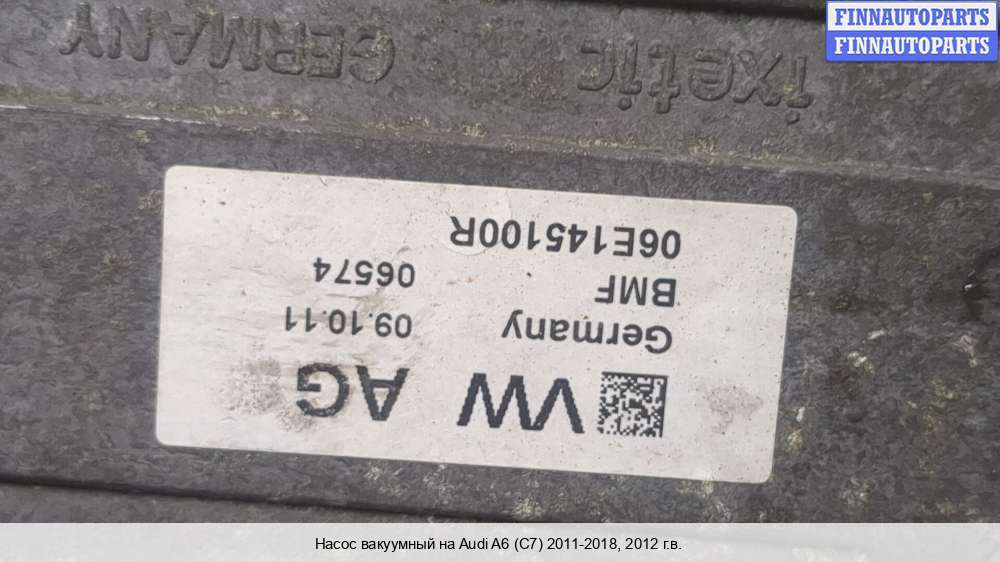 FINNAUTOPARTS
FINNAUTOPARTS
ixetic GERMANY
VW AG
Germany 09.10.11
BMF 06574
06E145100R
Насос вакуумный на Audi A6 (C7) 2011-2018, 2012 г.в.